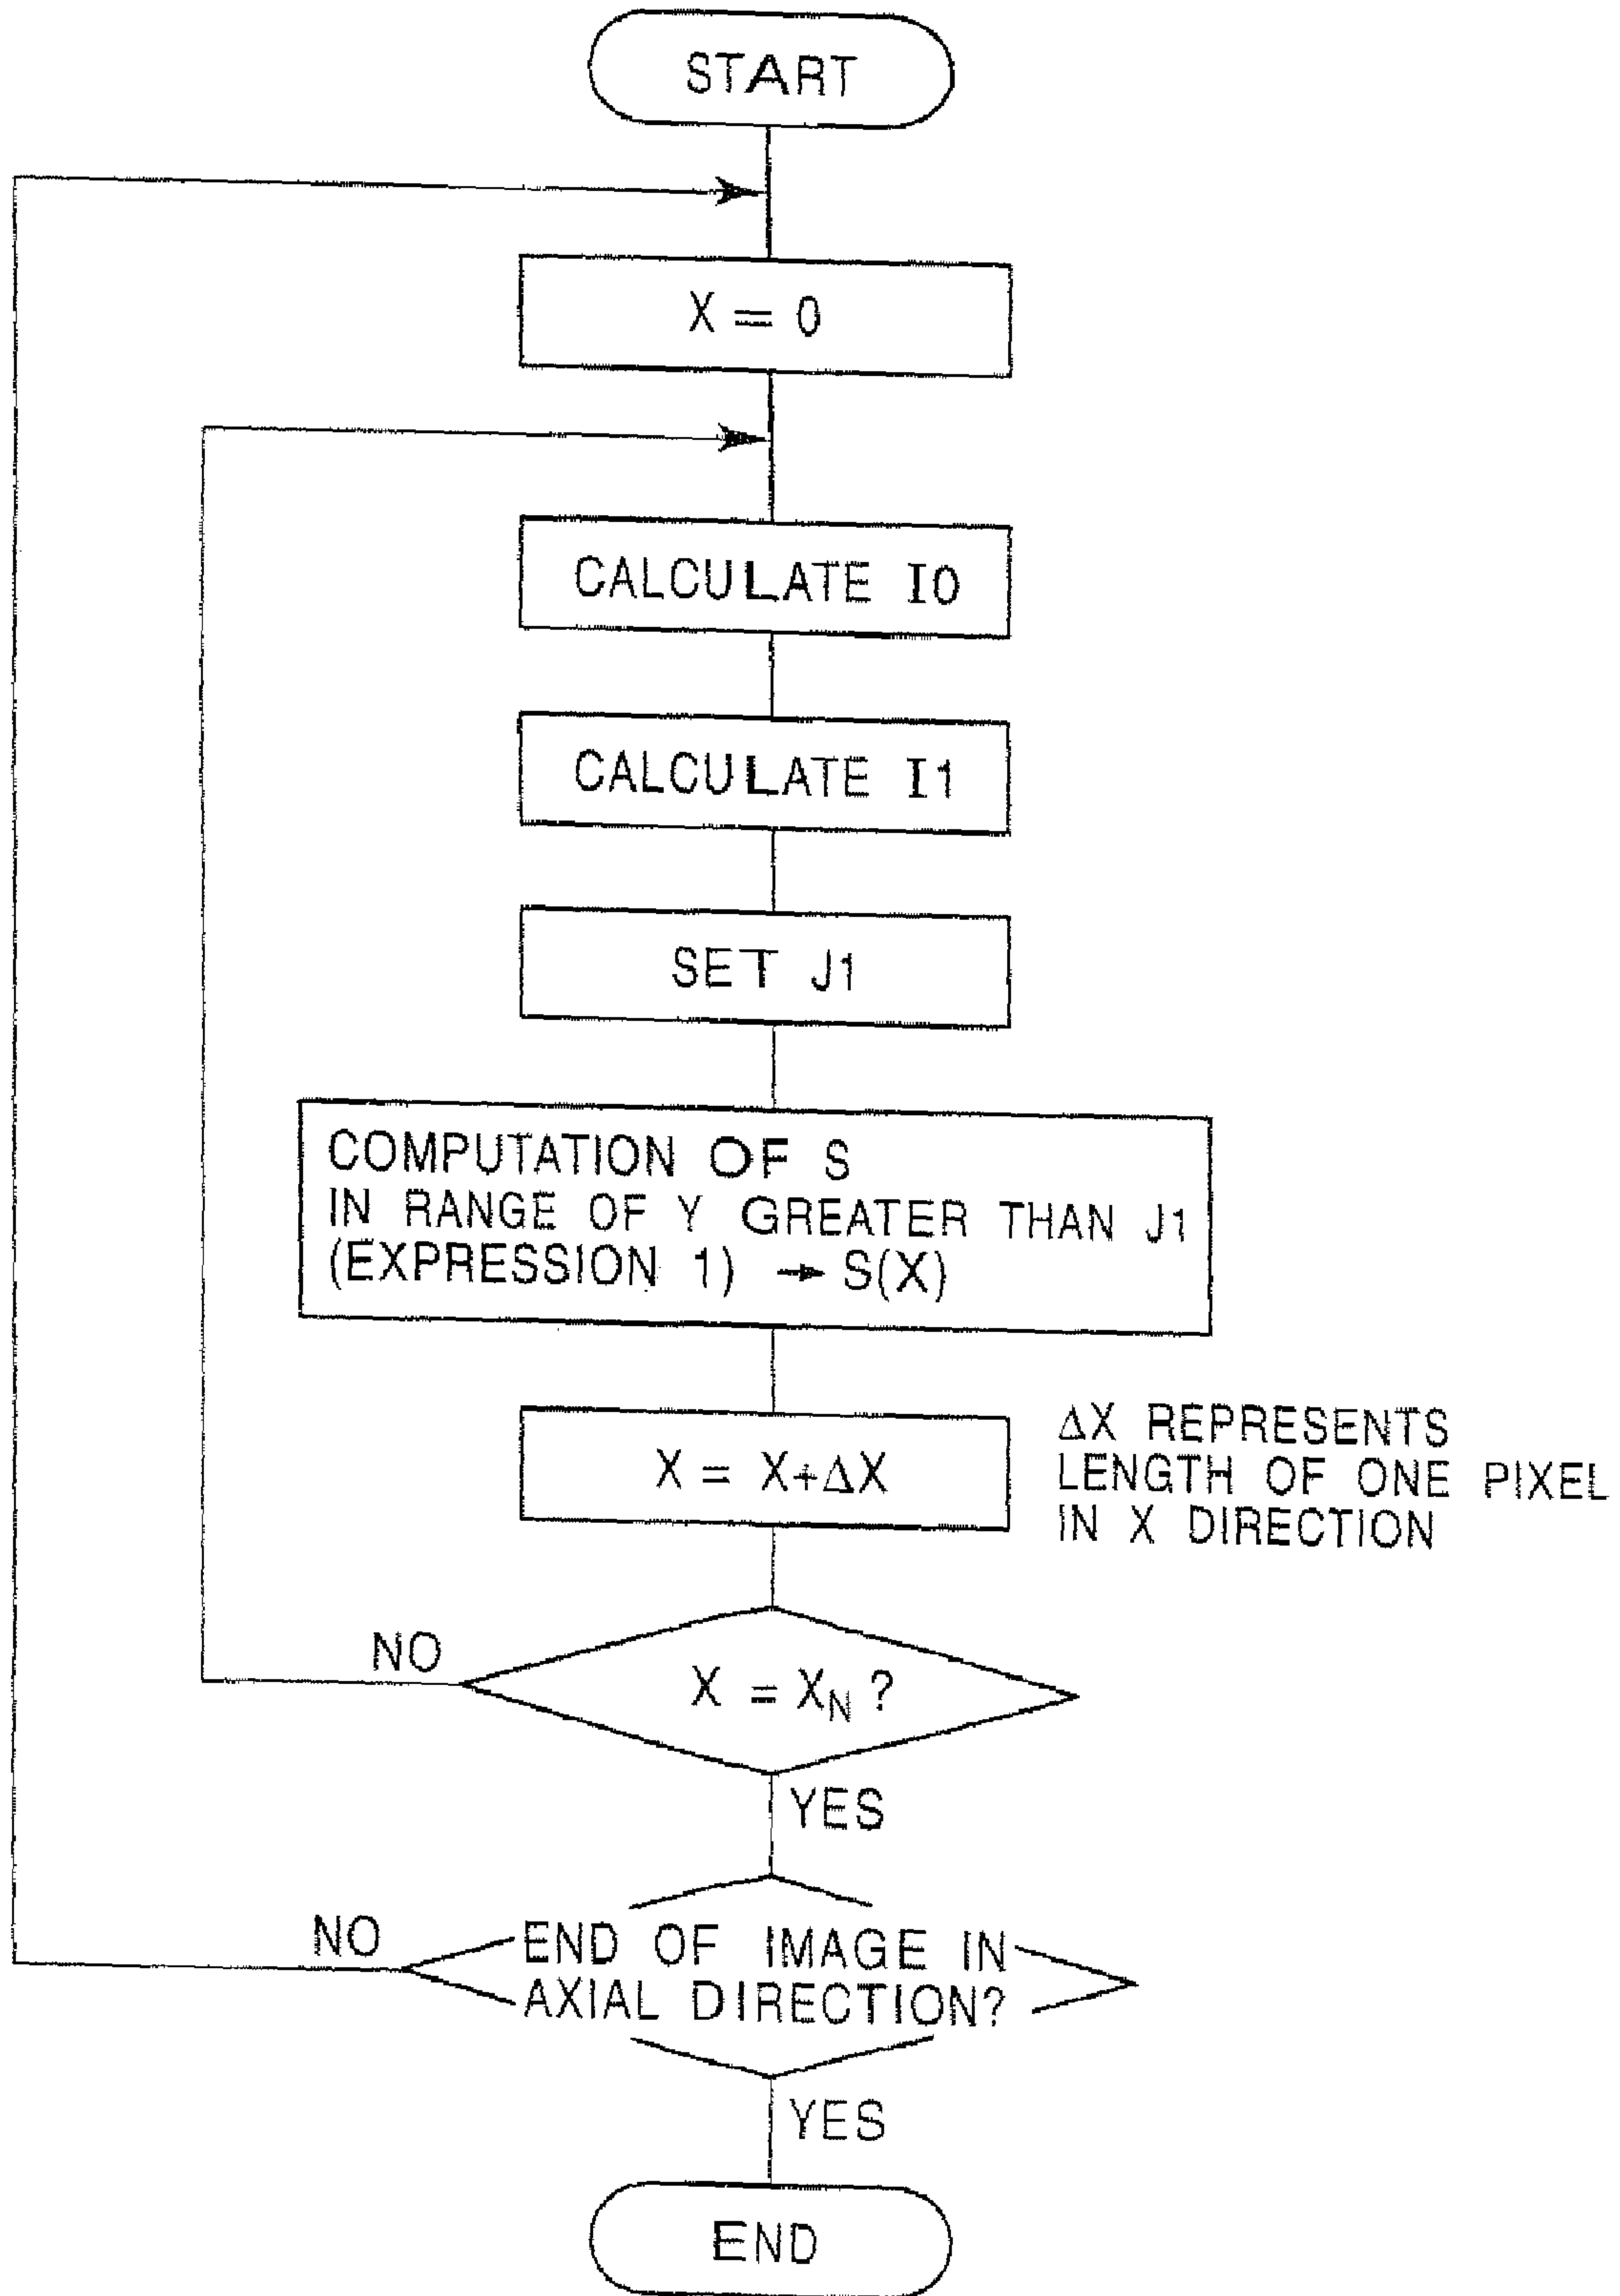 START
X = 0
CALCULATE I0
CALCULATE I1
SET J1
COMPUTATION OF S
IN RANGE OF Y GREATER THAN J1
(EXPRESSION 1) → S(X)
X = X+ΔX
ΔX REPRESENTS
LENGTH OF ONE PIXEL
IN X DIRECTION
NO
X = XN ?
YES
NO
END OF IMAGE IN
AXIAL DIRECTION?
YES
END